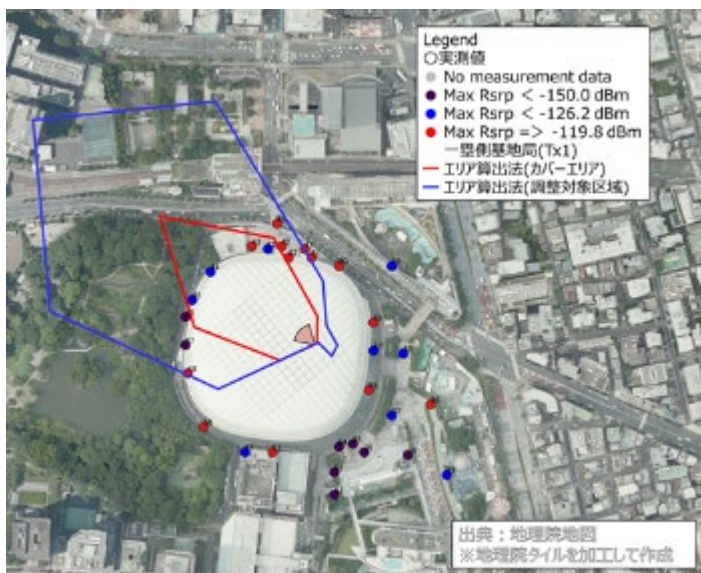 Legend
○実測値
No measurement data
Max Rsrp < -150.0 dBm
Max Rsrp < -126.2 dBm
Max Rsrp => -119.8 dBm
一塁側基地局(Tx1)
エリア算出法(カバーエリア)
エリア算出法(調整対象区域)
出典：地理院地図
※地理院タイルを加工して作成